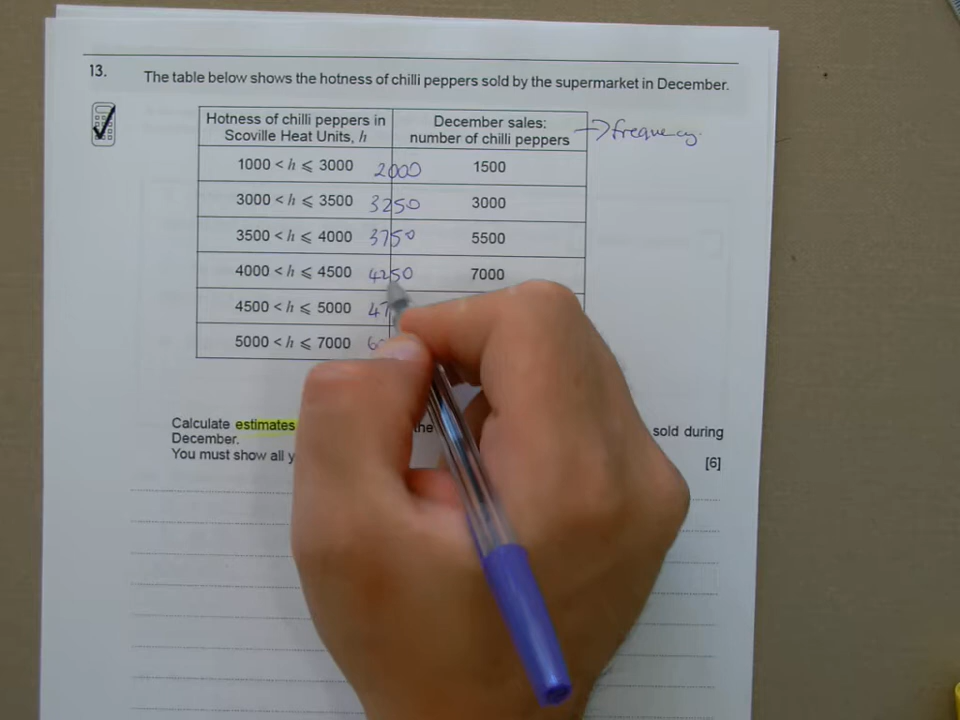 13. The table below shows the hotness of chilli peppers sold by the supermarket in December.
Hotness of chilli peppers in Scoville Heat Units, h
December sales: number of chilli peppers
→ frequency.
1000 < h ⩽ 3000 2000 1500
3000 < h ⩽ 3500 3250 3000
3500 < h ⩽ 4000 3750 5500
4000 < h ⩽ 4500 4250 7000
4500 < h ⩽ 5000
5000 < h ⩽ 7000
Calculate estimates the sold during
December.
You must show all
[6]